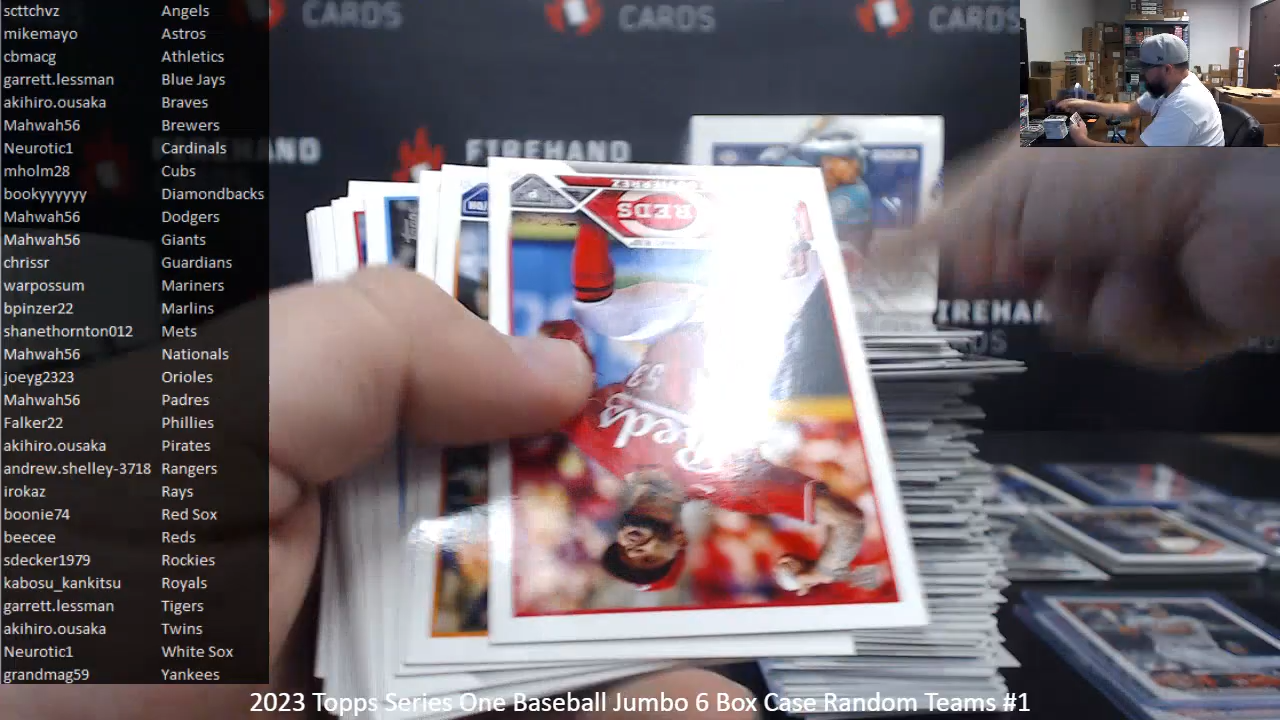 scttchvz Angels
mikemayo Astros
cbmacg Athletics
garrett.lessman Blue Jays
akihiro.ousaka Braves
Mahwah56 Brewers
Neurotic1 Cardinals
mholm28 Cubs
bookyyyyyy Diamondbacks
Mahwah56 Dodgers
Mahwah56 Giants
chrissr Guardians
warpossum Mariners
bpinzer22 Marlins
shanethornton012 Mets
Mahwah56 Nationals
joeyg2323 Orioles
Mahwah56 Padres
Falker22 Phillies
akihiro.ousaka Pirates
andrew.shelley-3718 Rangers
irokaz Rays
boonie74 Red Sox
beecee Reds
sdecker1979 Rockies
kabosu_kankitsu Royals
garrett.lessman Tigers
akihiro.ousaka Twins
Neurotic1 White Sox
grandmag59 Yankees
CARDS
CARDS
CARDS
FIREHAND
REDS
P
Reds
53
CARDS
2023 Topps Series One Baseball Jumbo 6 Box Case Random Teams #1